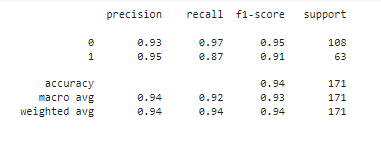 precision recall f1-score support
0 0.93 0.97 0.95 108
1 0.95 0.87 0.91 63
accuracy 0.94 171
macro avg 0.94 0.92 0.93 171
weighted avg 0.94 0.94 0.94 171